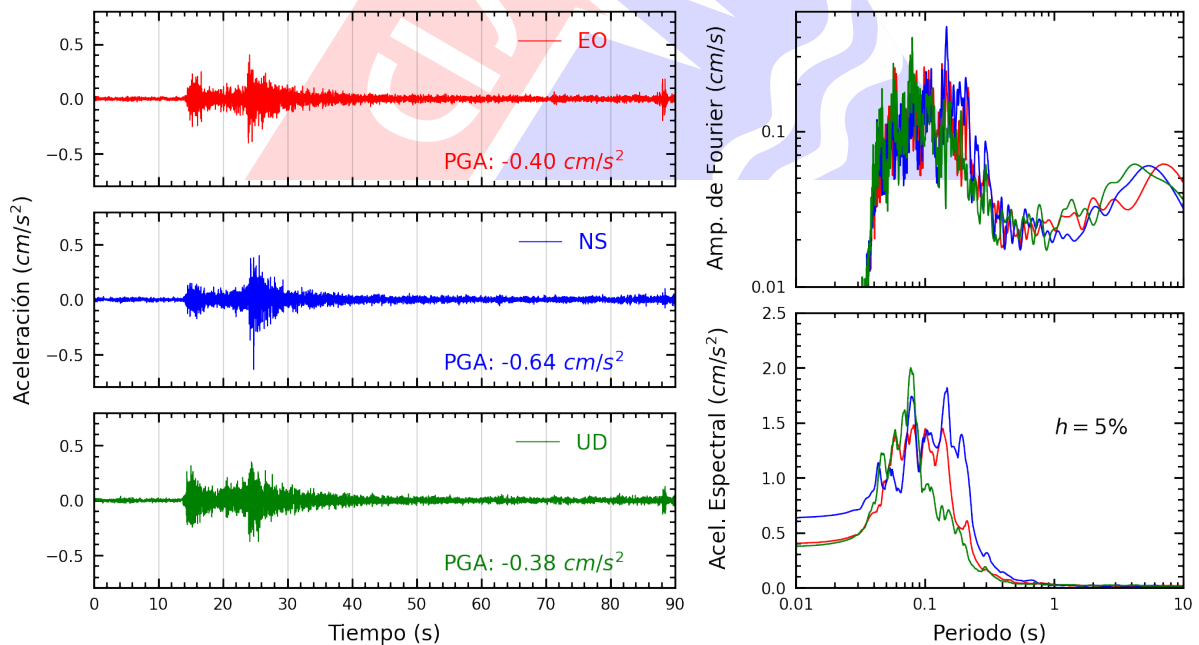 Aceleración (cm/s²)
0.5
0.0
−0.5
EO
PGA: -0.40 cm/s²
0.5
0.0
−0.5
NS
PGA: -0.64 cm/s²
0.5
0.0
−0.5
UD
PGA: -0.38 cm/s²
0 10 20 30 40 50 60 70 80 90
Tiempo (s)
Amp. de Fourier (cm/s)
0.1
0.01
Acel. Espectral (cm/s²)
2.5
2.0
1.5
1.0
0.5
0.0
h = 5%
0.01 0.1 1 10
Periodo (s)